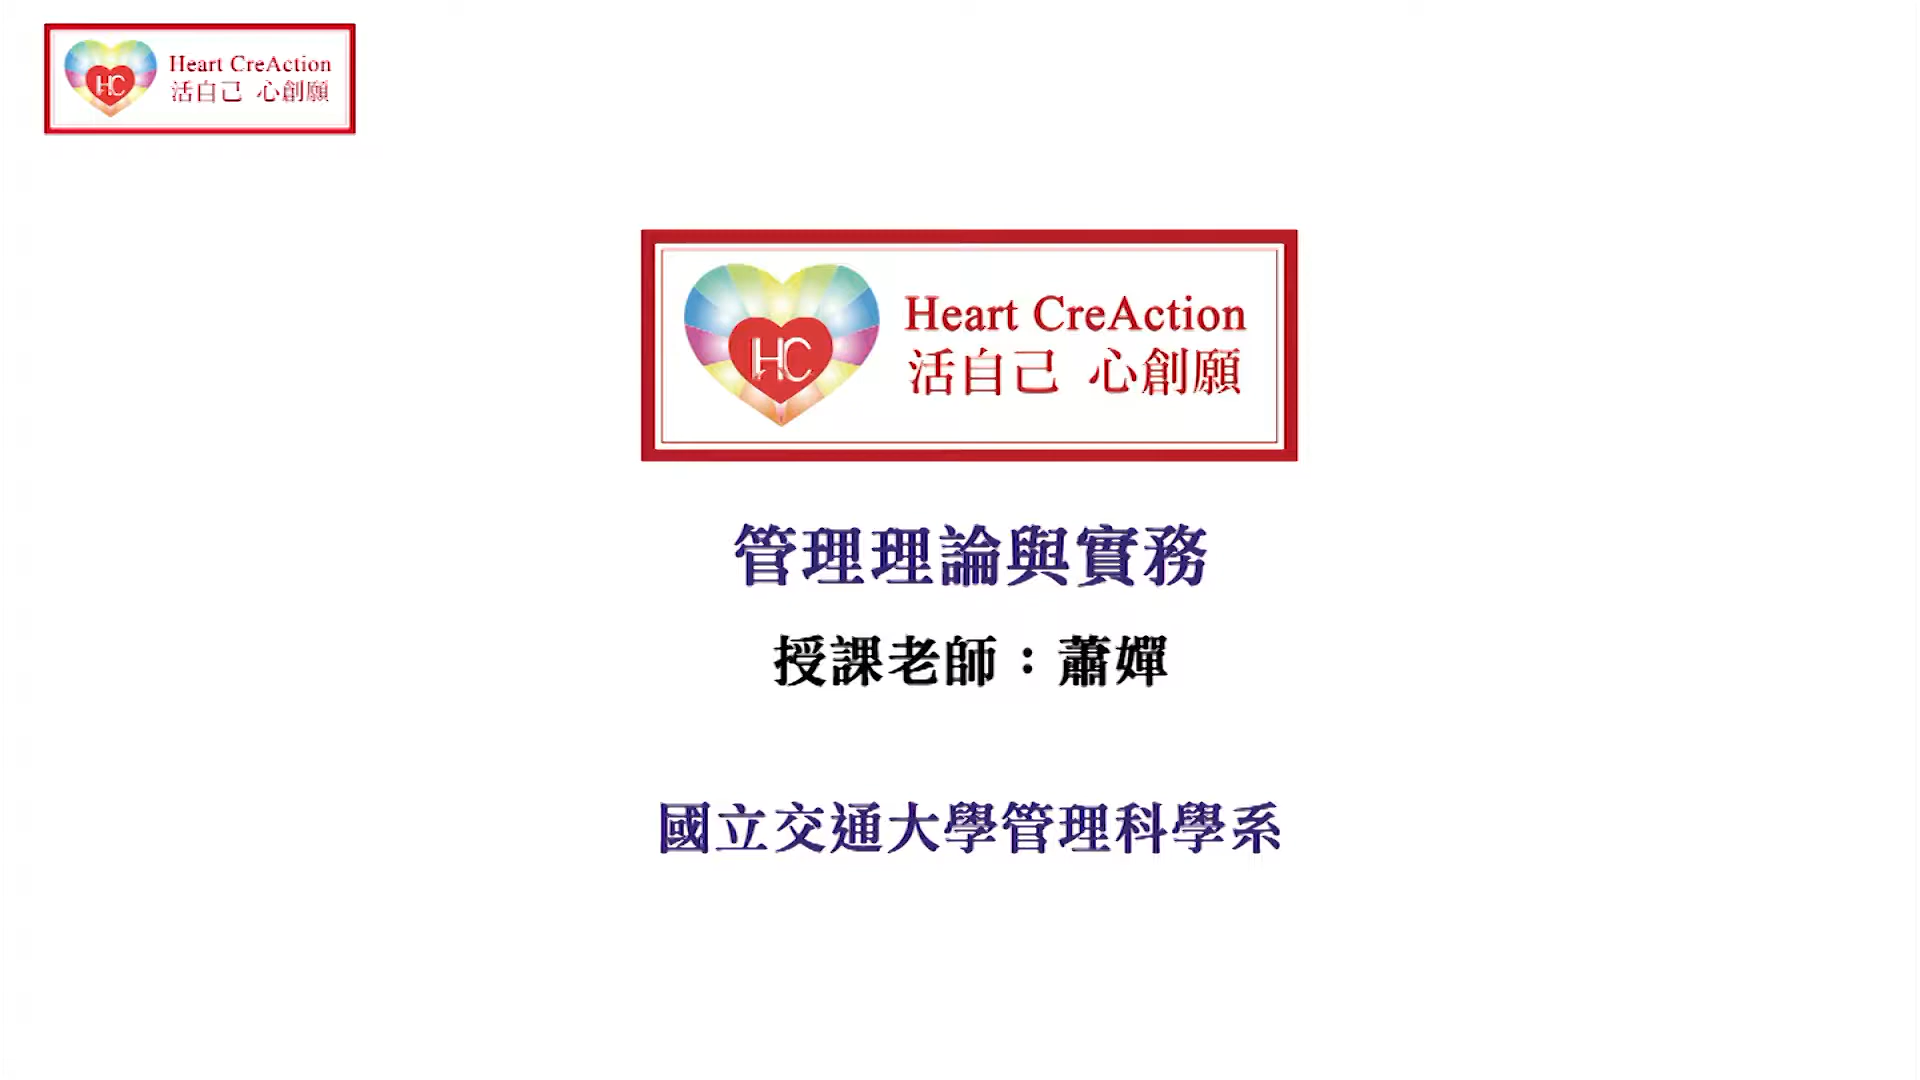 HC
Heart CreAction
活自己 心創願
HC
Heart CreAction
活自己 心創願
管理理論與實務
授課老師：蕭嬋
國立交通大學管理科學系